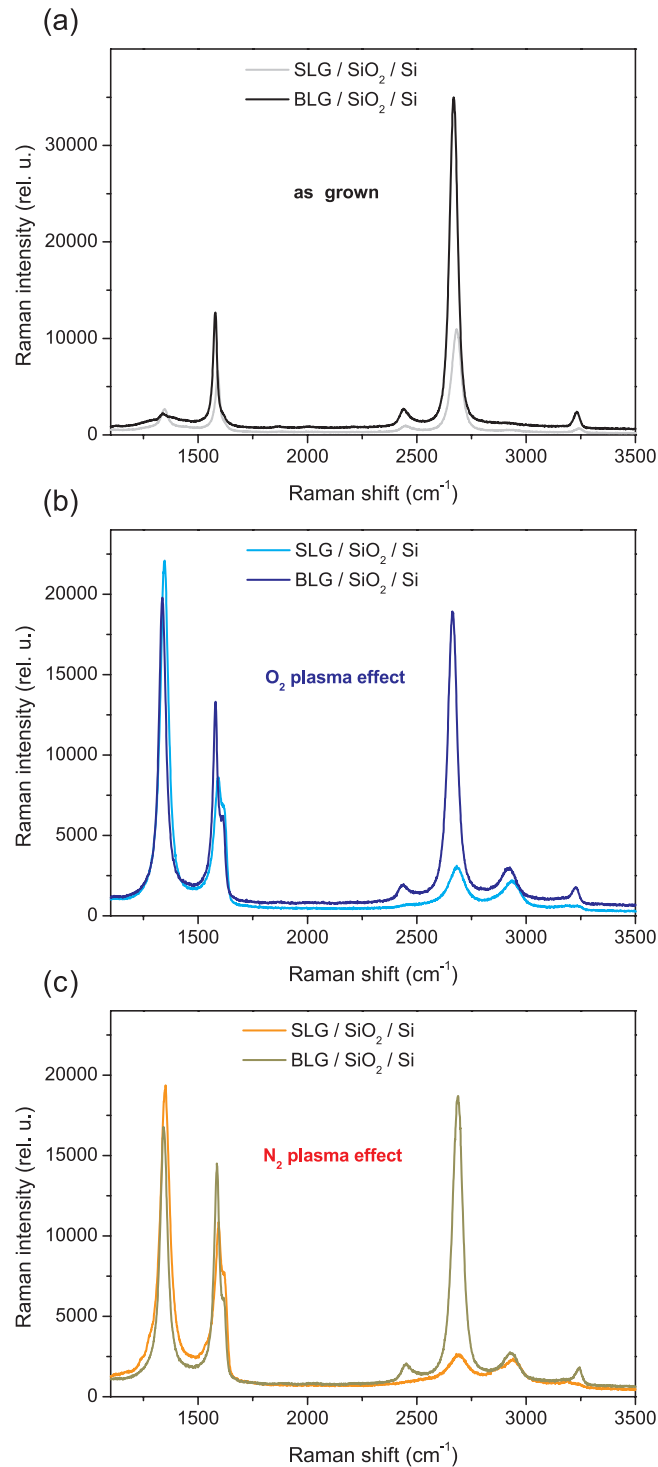 (a)
SLG / SiO₂ / Si
BLG / SiO₂ / Si
as grown
Raman intensity (rel. u.)
30000
20000
10000
0
1500 2000 2500 3000 3500
Raman shift (cm⁻¹)
(b)
SLG / SiO₂ / Si
BLG / SiO₂ / Si
O₂ plasma effect
Raman intensity (rel. u.)
20000
15000
10000
5000
0
1500 2000 2500 3000 3500
Raman shift (cm⁻¹)
(c)
SLG / SiO₂ / Si
BLG / SiO₂ / Si
N₂ plasma effect
Raman intensity (rel. u.)
20000
15000
10000
5000
0
1500 2000 2500 3000 3500
Raman shift (cm⁻¹)